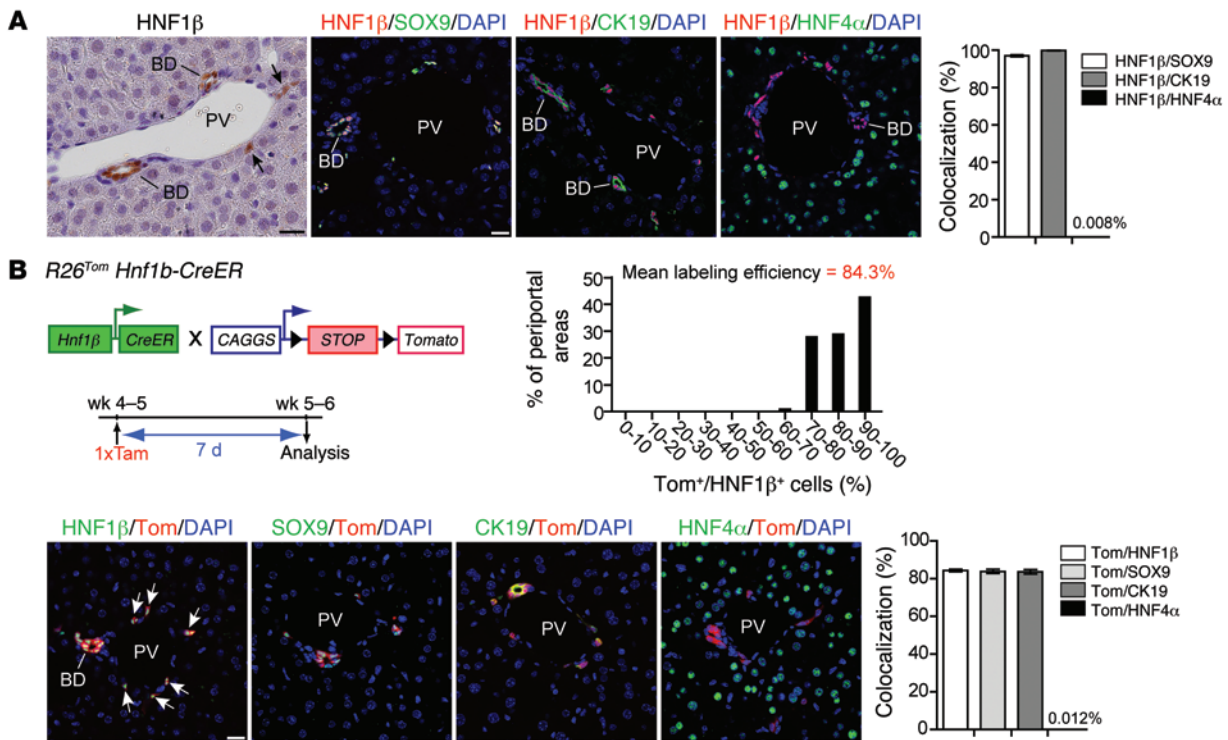 A
HNF1β
HNF1β/SOX9/DAPI
HNF1β/CK19/DAPI
HNF1β/HNF4α/DAPI
BD
PV
BD
PV
BD
BD
PV
BD
PV
BD
Colocalization (%)
100
80
60
40
20
0
0.008%
HNF1β/SOX9
HNF1β/CK19
HNF1β/HNF4α
B
R26Tom Hnf1b-CreER
Hnf1β
CreER
X
CAGGS
STOP
Tomato
wk 4–5
wk 5–6
1xTam
7 d
Analysis
Mean labeling efficiency = 84.3%
% of periportal
areas
50
40
30
20
10
0
0-10
10-20
20-30
30-40
40-50
50-60
60-70
70-80
80-90
90-100
Tom+/HNF1β+ cells (%)
HNF1β/Tom/DAPI
SOX9/Tom/DAPI
CK19/Tom/DAPI
HNF4α/Tom/DAPI
PV
BD
PV
PV
PV
Colocalization (%)
100
80
60
40
20
0
0.012%
Tom/HNF1β
Tom/SOX9
Tom/CK19
Tom/HNF4α